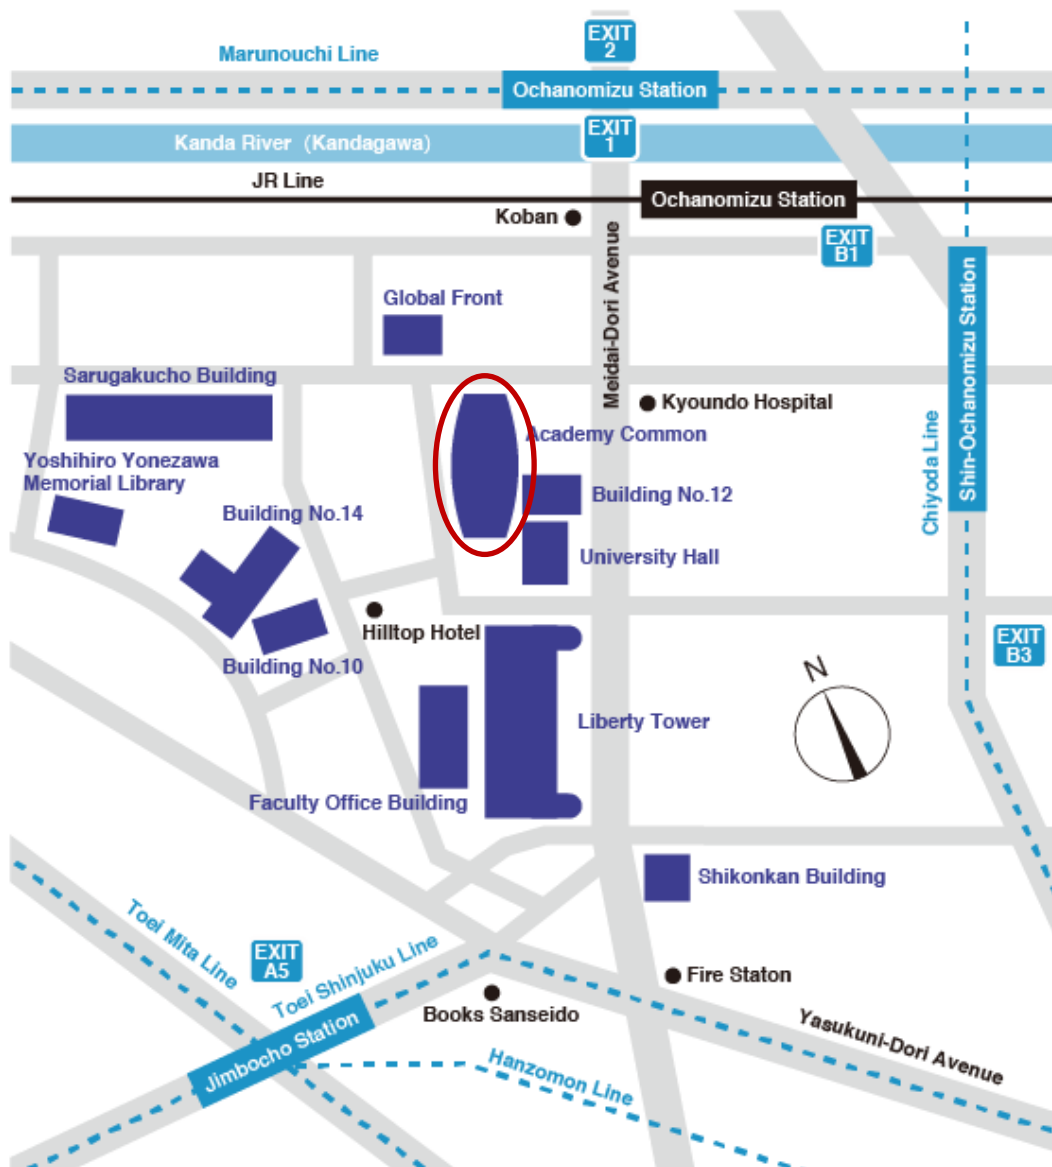 EXIT
2
Marunouchi Line
Ochanomizu Station
EXIT
1
Kanda River (Kandagawa)
JR Line
Ochanomizu Station
Koban
EXIT
B1
Meidai-Dori Avenue
Shin-Ochanomizu Station
Global Front
Sarugakucho Building
Kyoundo Hospital
Academy Common
Chiyoda Line
Yoshihiro Yonezawa
Memorial Library
Building No.12
Building No.14
University Hall
Hilltop Hotel
EXIT
B3
N
Building No.10
Liberty Tower
Faculty Office Building
Shikonkan Building
Toei Mita Line
EXIT
A5
Toei Shinjuku Line
Fire Staton
Books Sanseido
Jimbocho Station
Yasukuni-Dori Avenue
Hanzomon Line